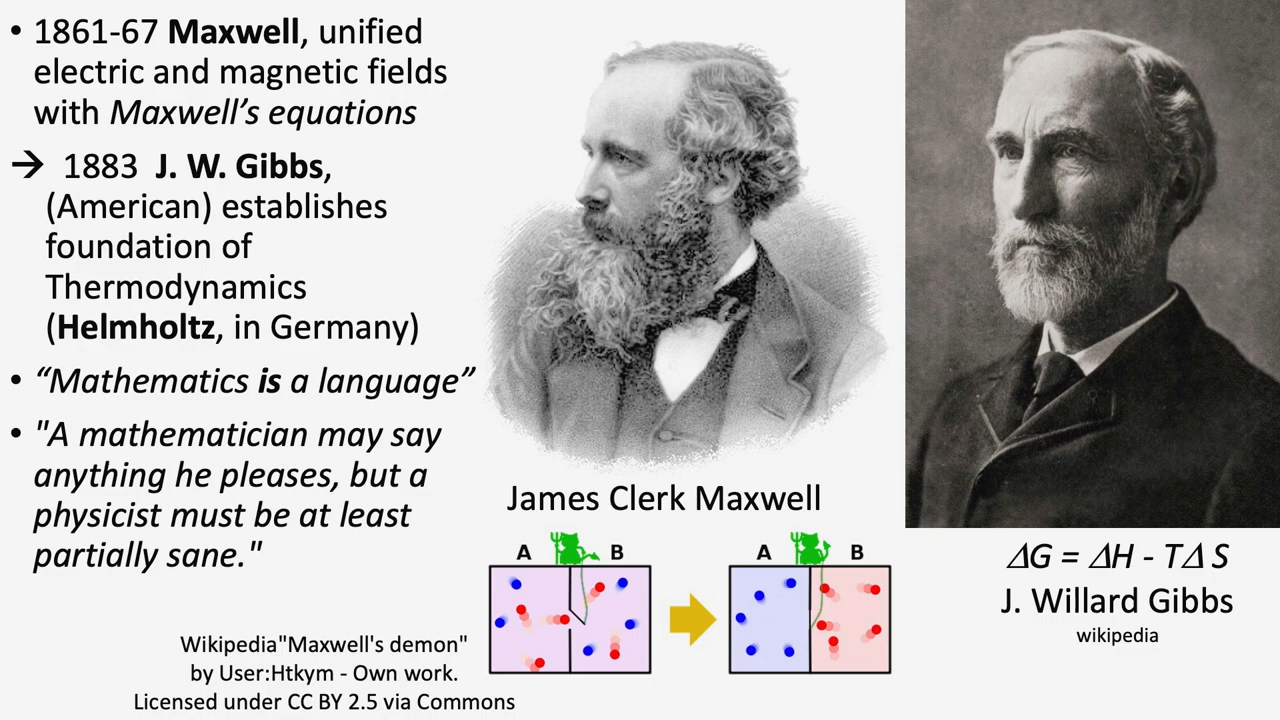 • 1861-67 Maxwell, unified
electric and magnetic fields
with Maxwell’s equations
→ 1883 J. W. Gibbs,
(American) establishes
foundation of
Thermodynamics
(Helmholtz, in Germany)
• “Mathematics is a language”
• "A mathematician may say
anything he pleases, but a
physicist must be at least
partially sane."
Wikipedia"Maxwell's demon"
by User:Htkym - Own work.
Licensed under CC BY 2.5 via Commons
James Clerk Maxwell
A B
A B
ΔG = ΔH - TΔ S
J. Willard Gibbs
wikipedia